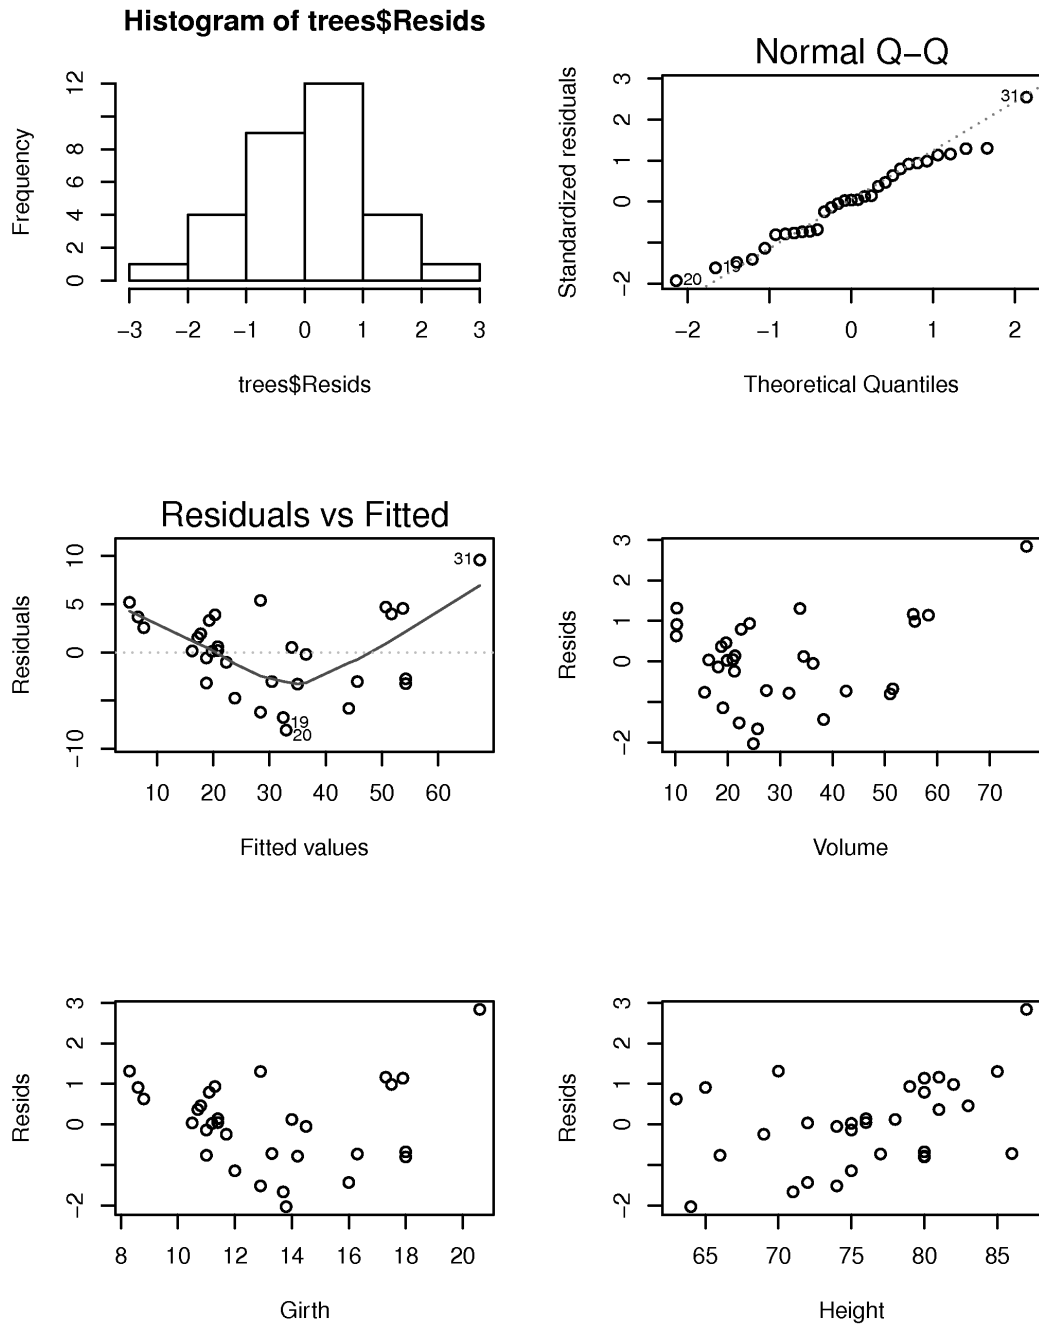 Histogram of trees$Resids
Frequency
12
8
6
4
2
0
−3 −2 −1 0 1 2 3
trees$Resids
Normal Q−Q
Standardized residuals
3
2
1
0
−2
31
19
20
−2 −1 0 1 2
Theoretical Quantiles
Residuals vs Fitted
Residuals
10
5
0
−10
31
19
20
10 20 30 40 50 60
Fitted values
Resids
3
2
1
0
−2
10 20 30 40 50 60 70
Volume
Resids
3
2
1
0
−2
8 10 12 14 16 18 20
Girth
Resids
3
2
1
0
−2
65 70 75 80 85
Height